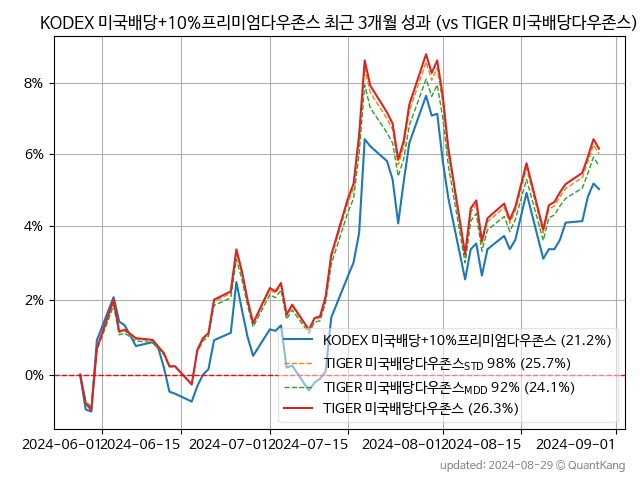 KODEX 미국배당+10%프리미엄다우존스 최근 3개월 성과 (vs TIGER 미국배당다우존스)
8%
6%
4%
2%
0%
KODEX 미국배당+10%프리미엄다우존스 (21.2%)
TIGER 미국배당다우존스STD 98% (25.7%)
TIGER 미국배당다우존스MDD 92% (24.1%)
TIGER 미국배당다우존스 (26.3%)
2024-06-01 2024-06-15 2024-07-01 2024-07-15 2024-08-01 2024-08-15 2024-09-01
updated: 2024-08-29 © QuantKang